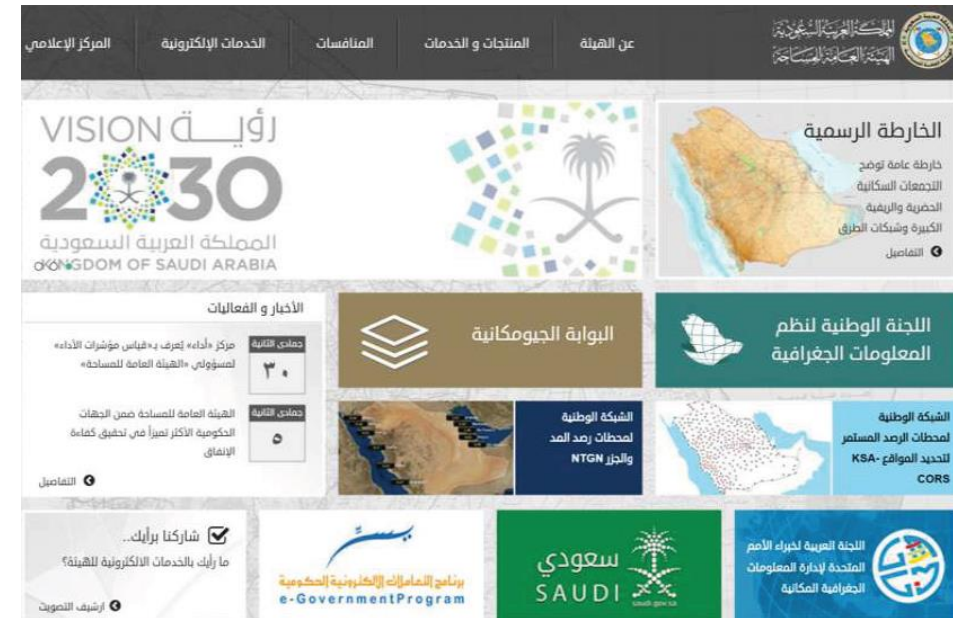 المملكة العربية السعودية
الهيئة العامة للمساحة
عن الهيئة
المنتجات و الخدمات
المنافسات
الخدمات الإلكترونية
المركز الإعلامي
الخارطة الرسمية
خارطة عامة توضح
التجمعات السكانية
الحضرية والريفية
الكبيرة وشبكات الطرق
التفاصيل
VISION رؤيـــة
2030
المملكة العربية السعودية
KINGDOM OF SAUDI ARABIA
اللجنة الوطنية لنظم
المعلومات الجغرافية
البوابة الجيومكانية
الأخبار و الفعاليات
جمادى الثانية
٣٠
مركز «أداء» يُعرف بـ«قياس مؤشرات الأداء»
لمسؤولي «الهيئة العامة للمساحة»
جمادى الثانية
٥
الهيئة العامة للمساحة ضمن الجهات
الحكومية الأكثر تميزاً في تحقيق كفاءة
الإنفاق
التفاصيل
الشبكة الوطنية
لمحطات الرصد المستمر
لتحديد المواقع KSA-
CORS
الشبكة الوطنية
لمحطات رصد المد
والجزر NTGN
اللجنة العربية لخبراء الأمم
المتحدة لإدارة المعلومات
الجغرافية المكانية
سعودي
SAUDI
saudi.gov.sa
يسر
برنامج التعاملات الالكترونية الحكومية
e-GovernmentProgram
شاركنا برأيك..
ما رأيك بالخدمات الالكترونية للهيئة؟
ارشيف التصويت